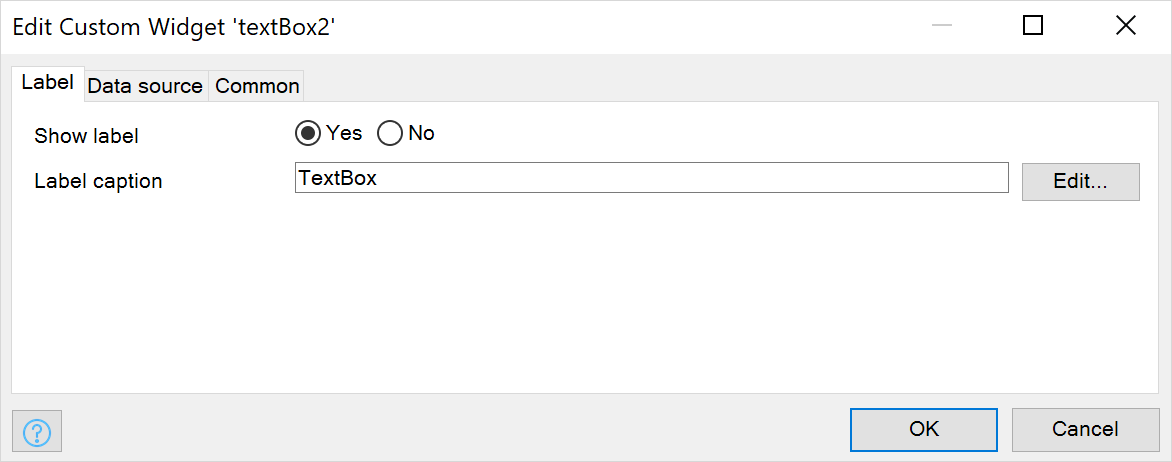 Edit Custom Widget 'textBox2'
Label Data source Common
Show label Yes No
Label caption TextBox Edit...
? OK Cancel